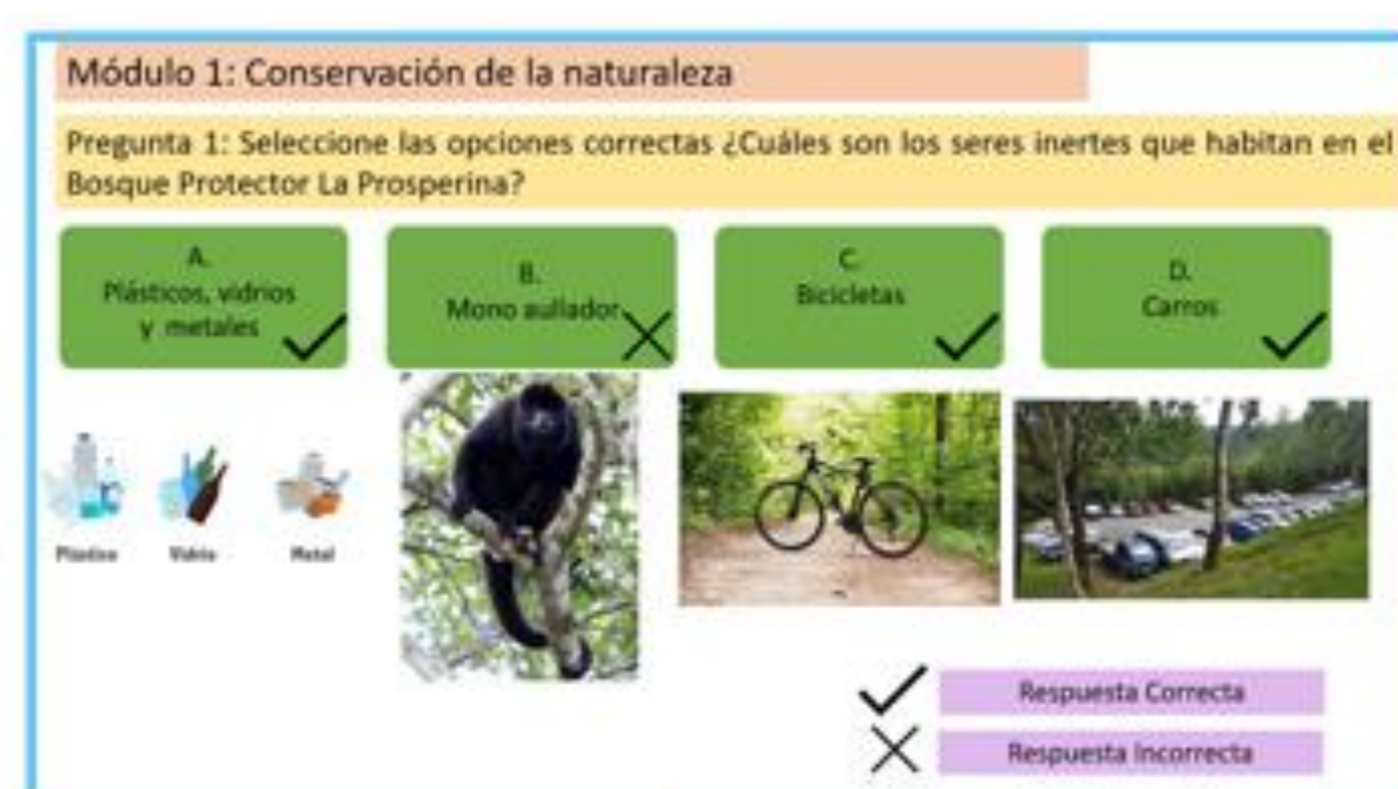 Módulo 1: Conservación de la naturaleza
Pregunta 1: Seleccione las opciones correctas ¿Cuáles son los seres inertes que habitan en el
Bosque Protector La Prosperina?
A.
Plásticos, vidrios
y metales
B.
Mono aullador
C.
Bicicletas
D.
Carros
Plástico Vidrio Metal
Respuesta Correcta
Respuesta Incorrecta